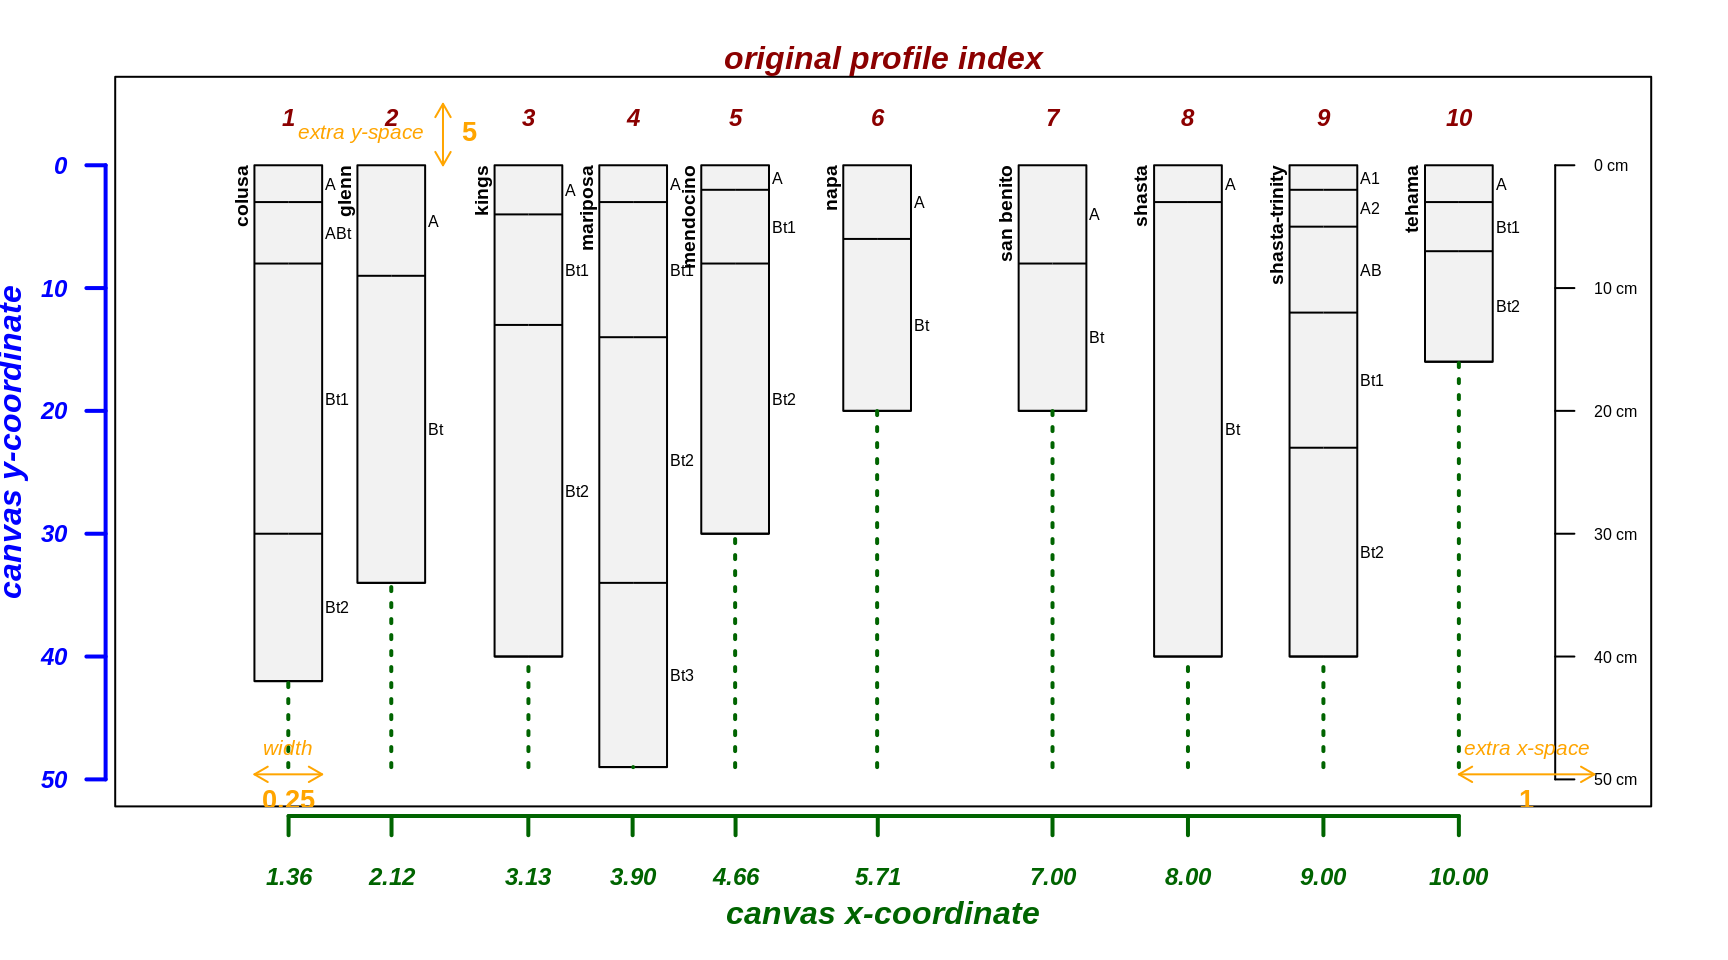 original profile index
1 2 3 4 5 6 7 8 9 10
extra y-space 5
canvas y-coordinate
0
10
20
30
40
50
colusa
A
ABt
Bt1
Bt2
glenn
A
Bt
kings
A
Bt1
Bt2
mariposa
A
Bt1
Bt2
Bt3
mendocino
A
Bt1
Bt2
napa
A
Bt
san benito
A
Bt
shasta
A
Bt
shasta-trinity
A1
A2
AB
Bt1
Bt2
tehama
A
Bt1
Bt2
0 cm
10 cm
20 cm
30 cm
40 cm
50 cm
width
0.25
extra x-space
1
1.36 2.12 3.13 3.90 4.66 5.71 7.00 8.00 9.00 10.00
canvas x-coordinate